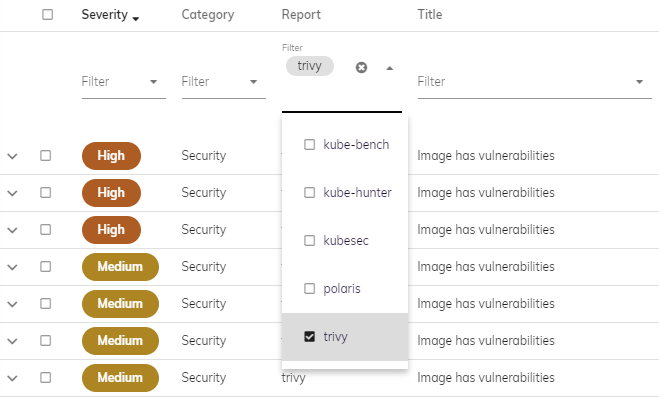 Severity Category Report Title
Filter
trivy
Filter Filter Filter
kube-bench
High Security Image has vulnerabilities
kube-hunter
High Security Image has vulnerabilities
High Security Image has vulnerabilities
kubesec
Medium Security Image has vulnerabilities
polaris
Medium Security Image has vulnerabilities
trivy
Medium Security Image has vulnerabilities
Medium Security trivy Image has vulnerabilities